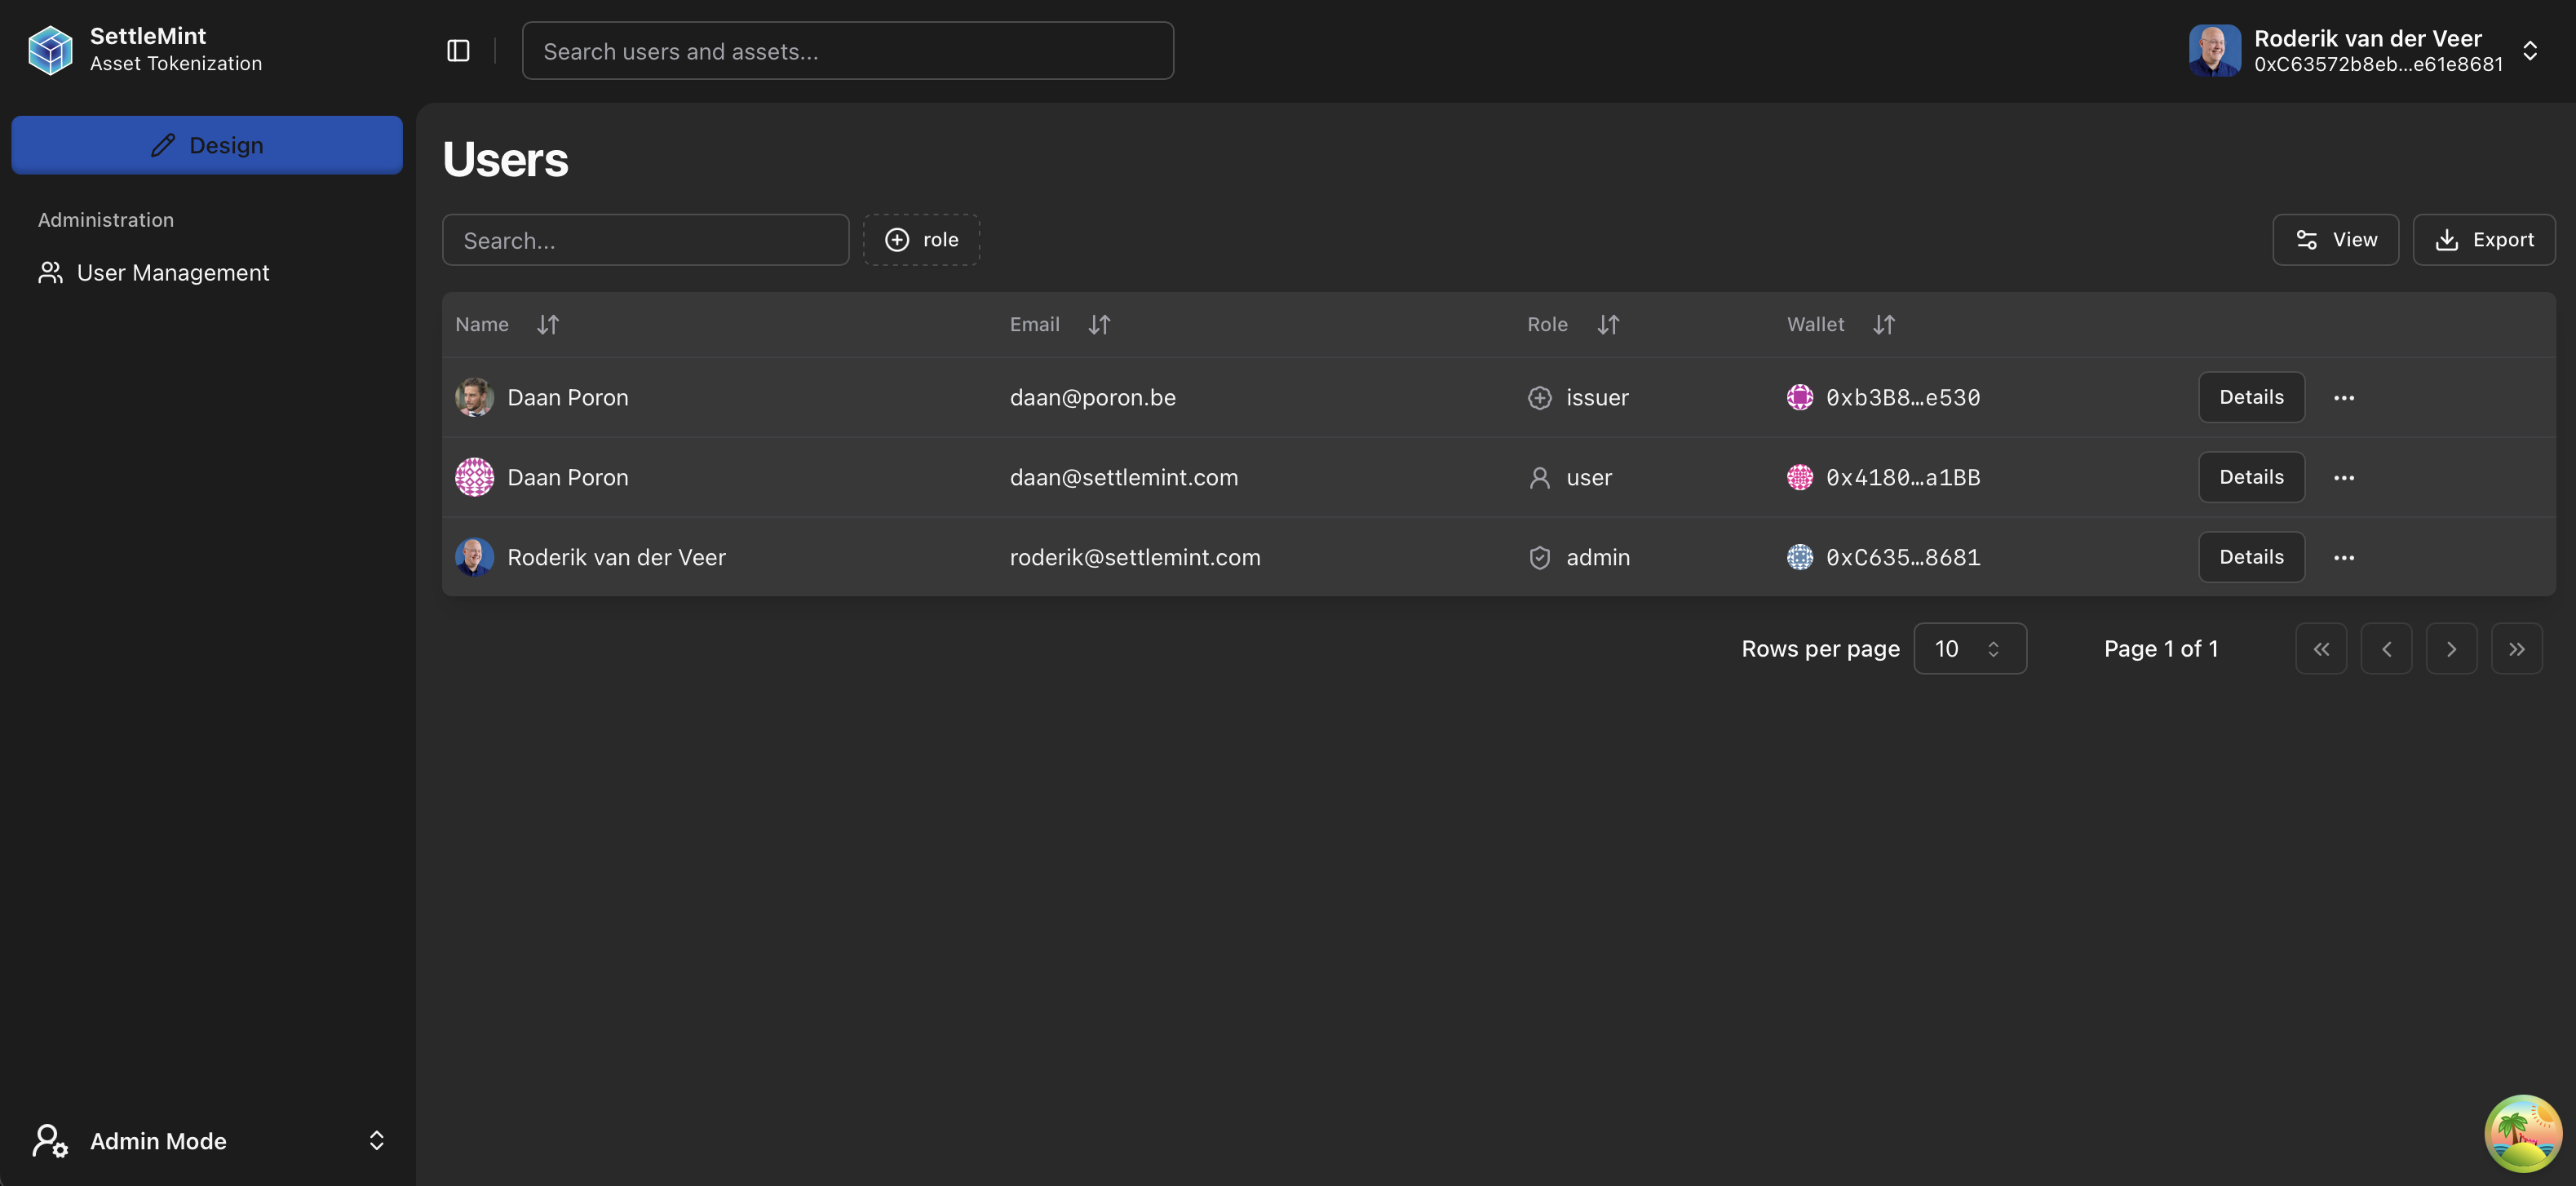 SettleMint
Asset Tokenization
Search users and assets...
Roderik van der Veer
0xC63572b8eb...e61e8681
Design
Administration
User Management
Users
Search...
role
View
Export
Name
Email
Role
Wallet
Daan Poron
daan@poron.be
issuer
0xb3B8…e530
Details
Daan Poron
daan@settlemint.com
user
0x4180…a1BB
Details
Roderik van der Veer
roderik@settlemint.com
admin
0xC635…8681
Details
Rows per page
10
Page 1 of 1
Admin Mode